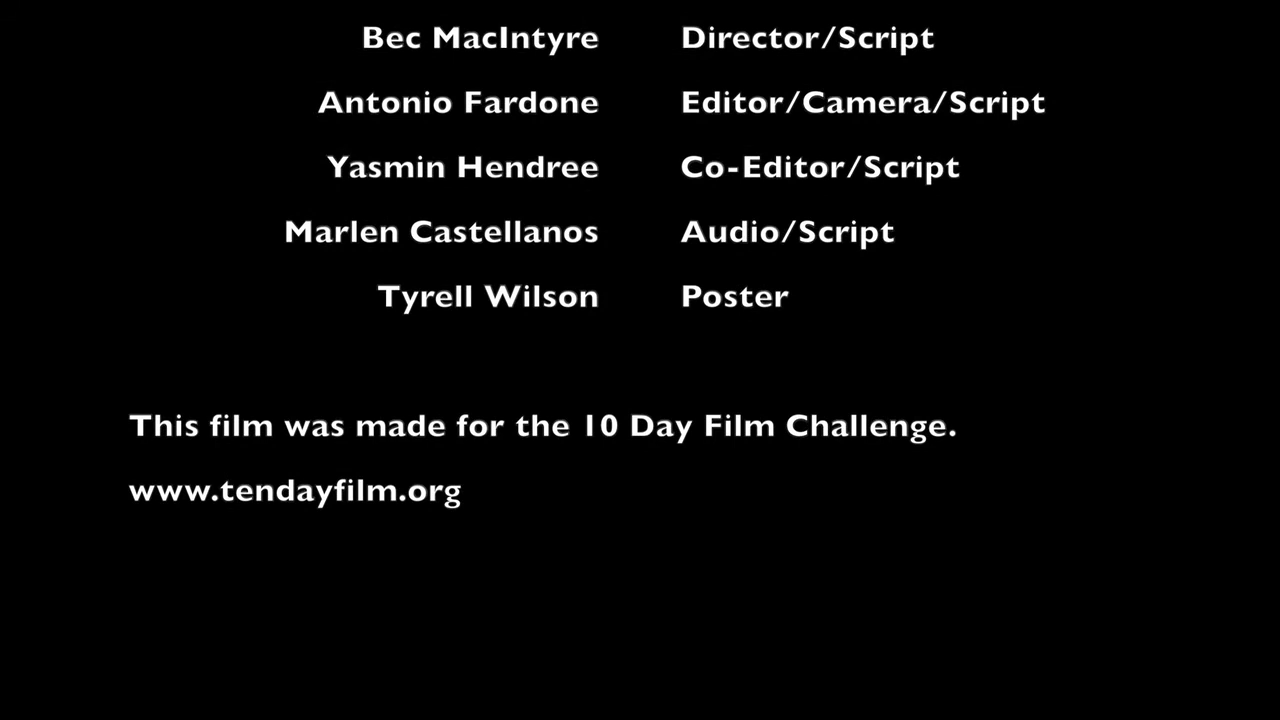 Bec MacIntyre Director/Script
Antonio Fardone Editor/Camera/Script
Yasmin Hendree Co-Editor/Script
Marlen Castellanos Audio/Script
Tyrell Wilson Poster
This film was made for the 10 Day Film Challenge.
www.tendayfilm.org